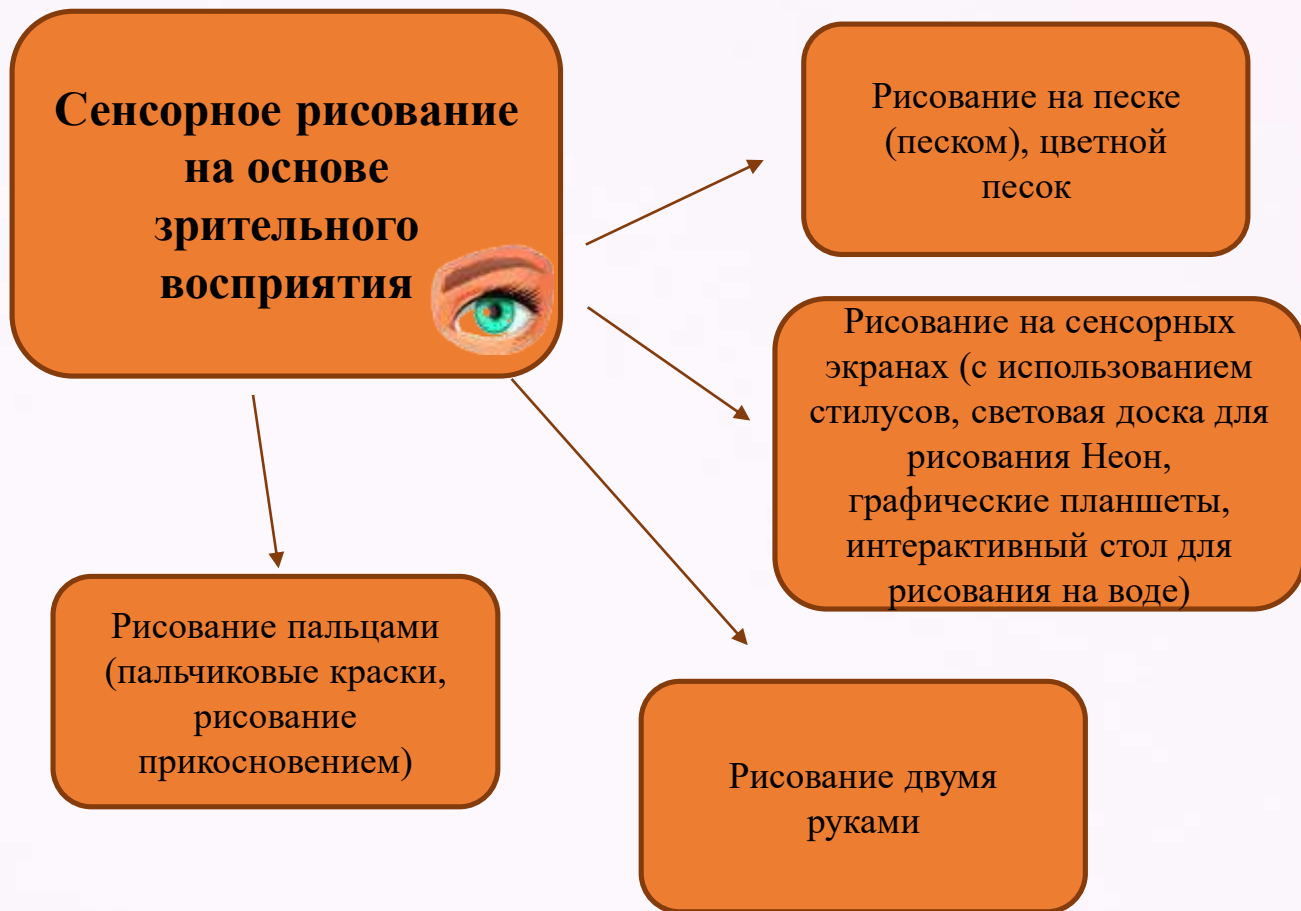 Сенсорное рисование
на основе
зрительного
восприятия
Рисование на песке
(песком), цветной
песок
Рисование на сенсорных
экранах (с использованием
стилусов, световая доска для
рисования Неон,
графические планшеты,
интерактивный стол для
рисования на воде)
Рисование пальцами
(пальчиковые краски,
рисование
прикосновением)
Рисование двумя
руками